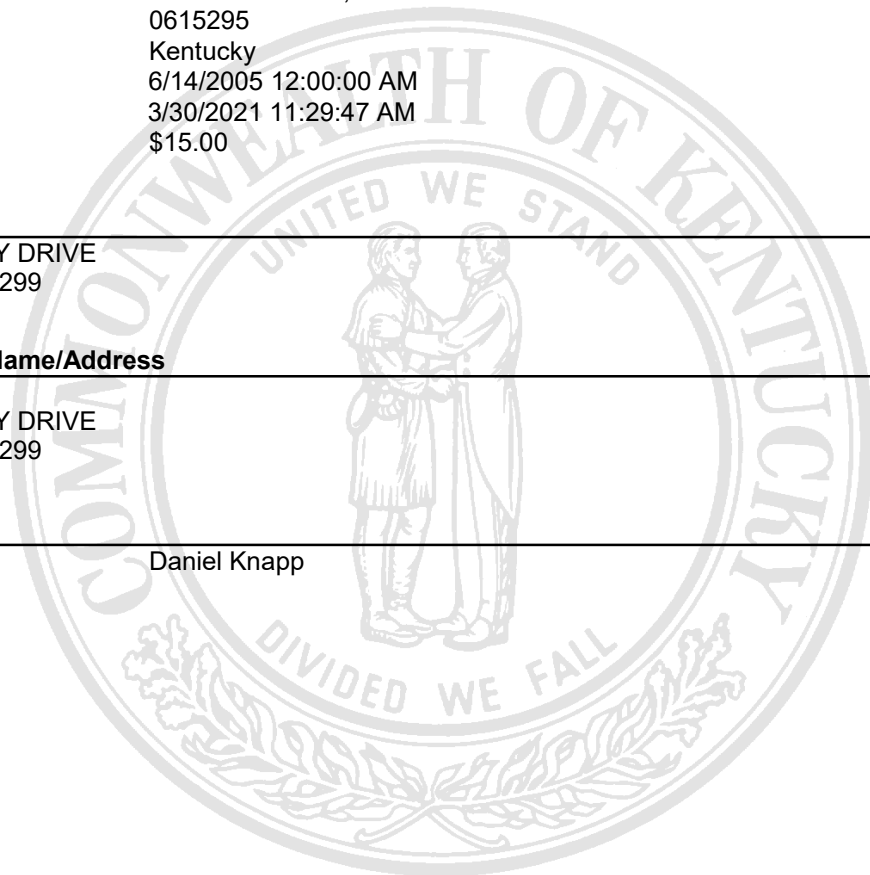 0615295
Kentucky
6/14/2005 12:00:00 AM
3/30/2021 11:29:47 AM
$15.00
Y DRIVE
299
Name/Address
Y DRIVE
299
Daniel Knapp
COMMONWEALTH OF KENTUCKY
UNITED WE STAND
DIVIDED WE FALL